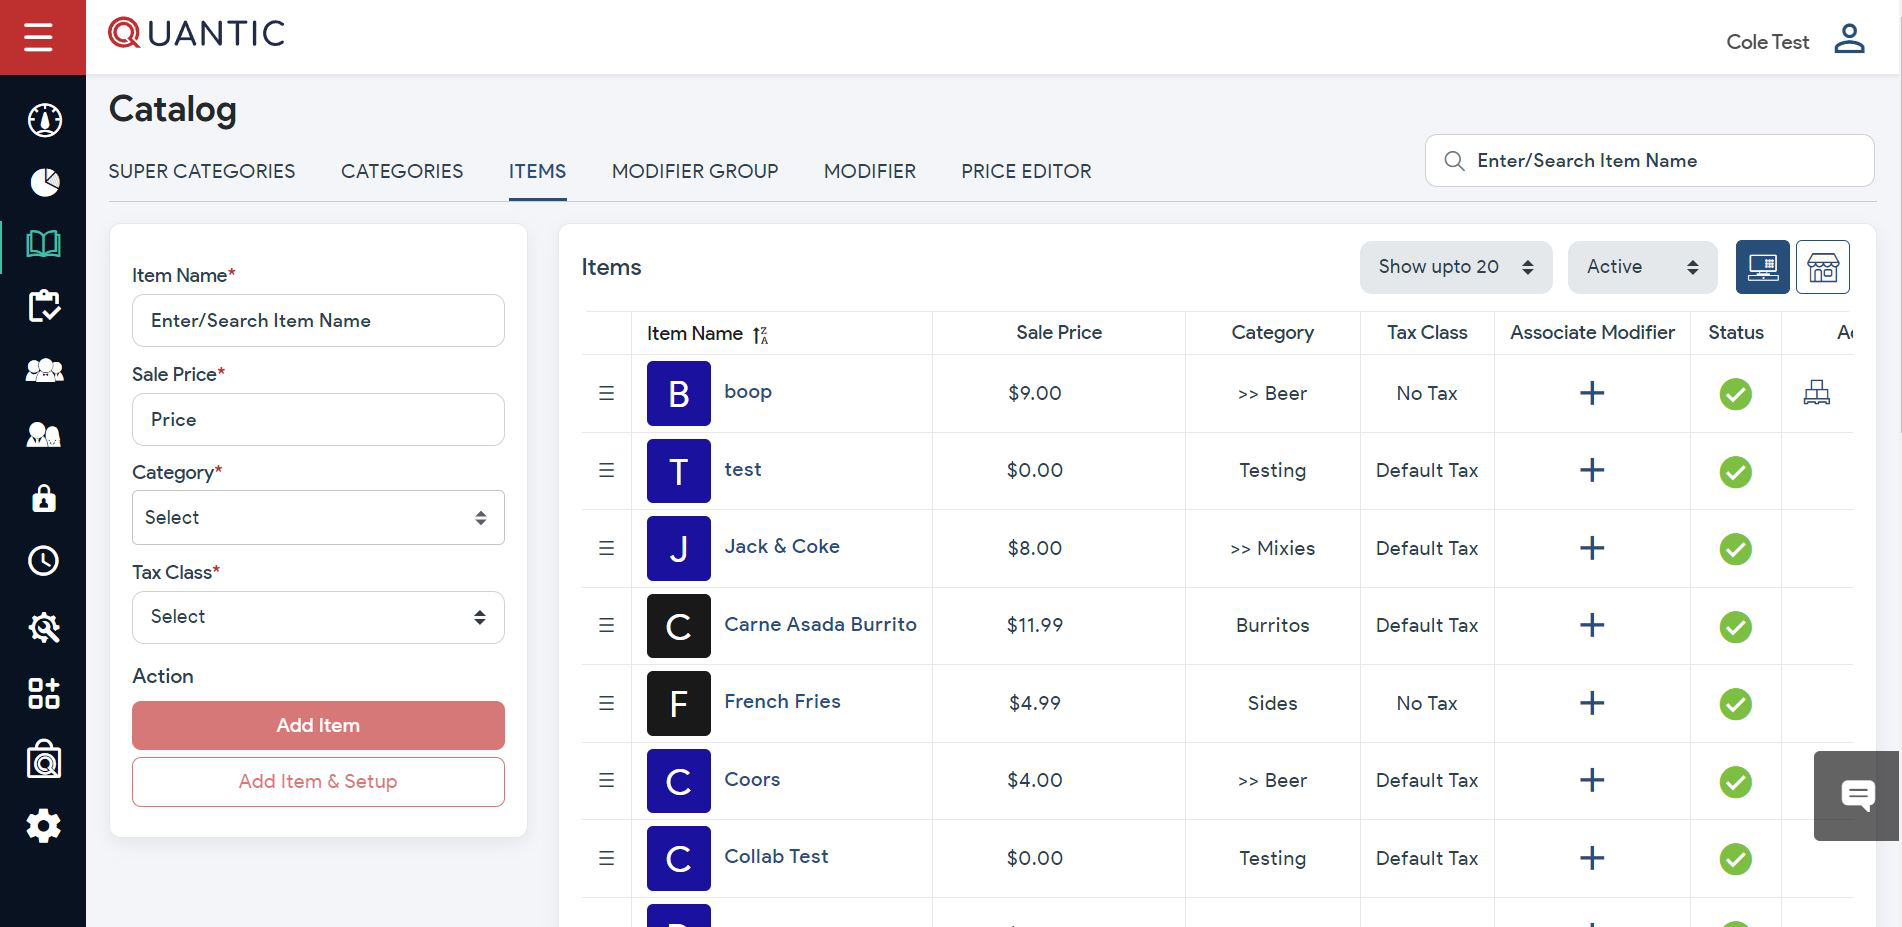 QUANTIC
Cole Test
Catalog
SUPER CATEGORIES CATEGORIES ITEMS MODIFIER GROUP MODIFIER PRICE EDITOR
Enter/Search Item Name
Item Name*
Enter/Search Item Name
Sale Price*
Price
Category*
Select
Tax Class*
Select
Action
Add Item
Add Item & Setup
Items
Show upto 20
Active
Item Name Sale Price Category Tax Class Associate Modifier Status
B boop $9.00 >> Beer No Tax
T test $0.00 Testing Default Tax
J Jack & Coke $8.00 >> Mixies Default Tax
C Carne Asada Burrito $11.99 Burritos Default Tax
F French Fries $4.99 Sides No Tax
C Coors $4.00 >> Beer Default Tax
C Collab Test $0.00 Testing Default Tax